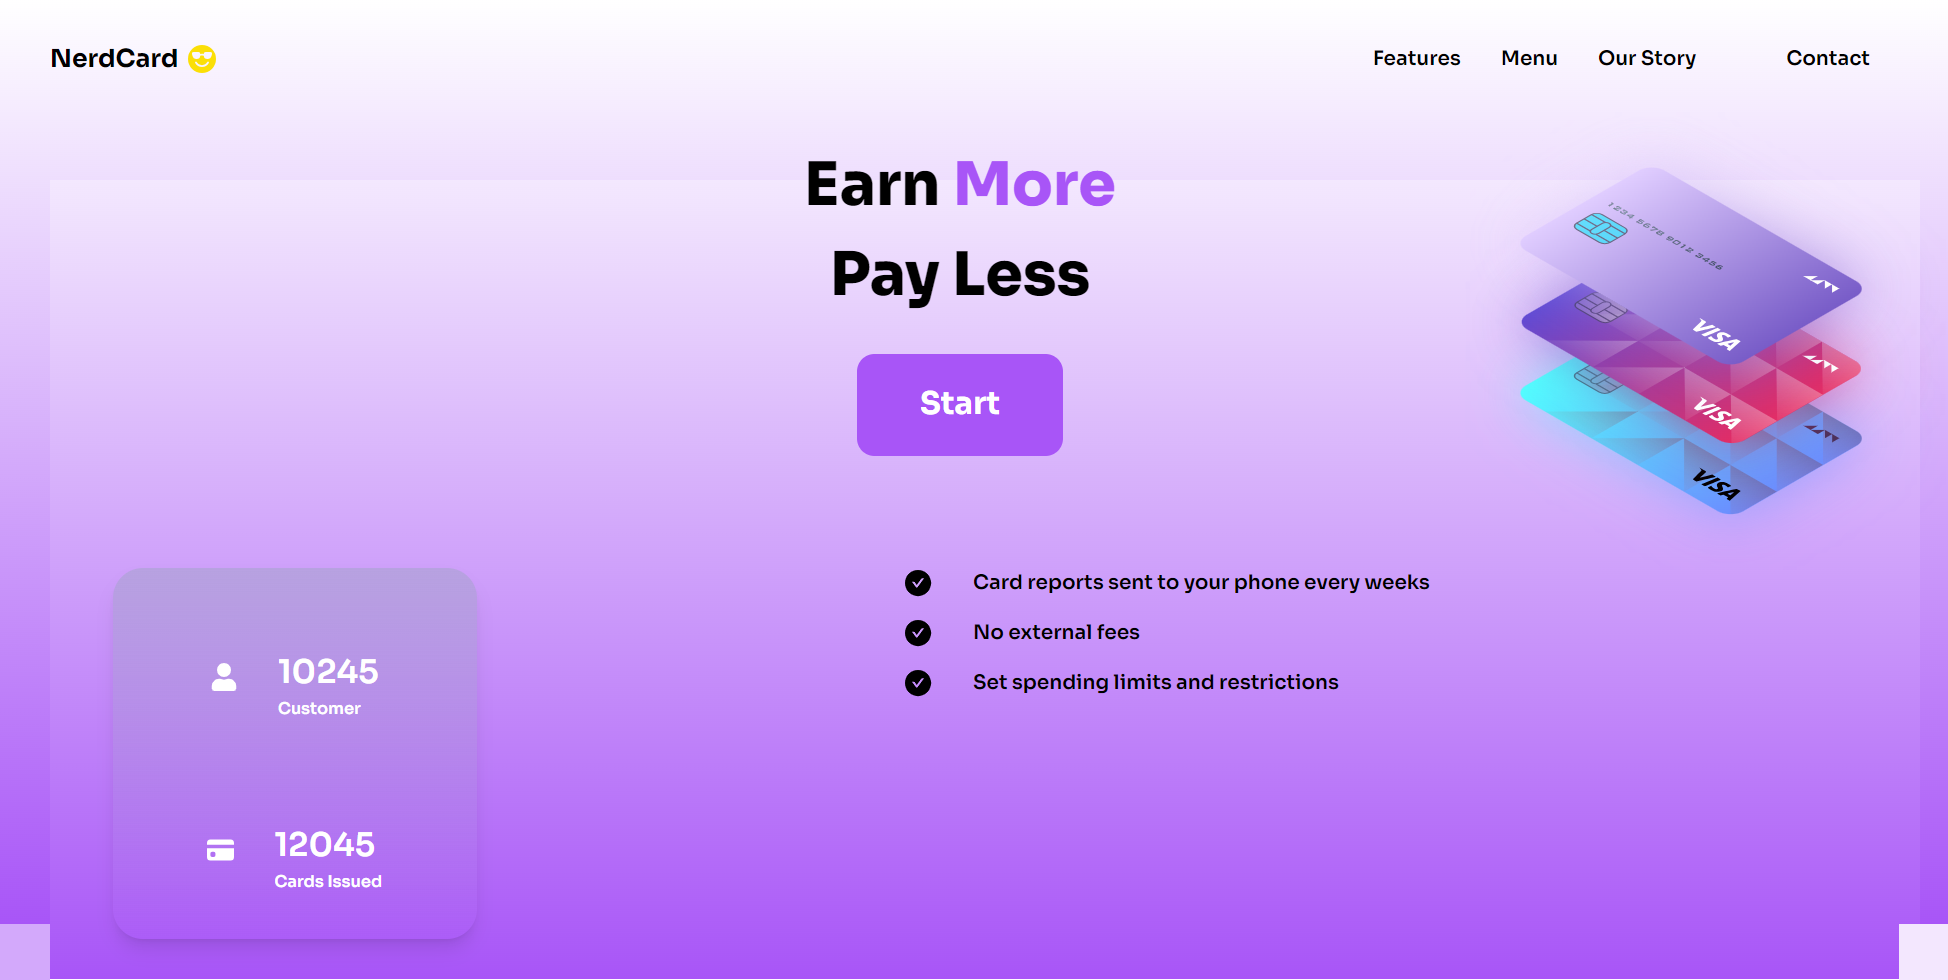 NerdCard
Features Menu Our Story Contact
Earn More
Pay Less
Start
1234 5678 9012 3456
VISA
VISA
VISA
Card reports sent to your phone every weeks
No external fees
Set spending limits and restrictions
10245
Customer
12045
Cards Issued